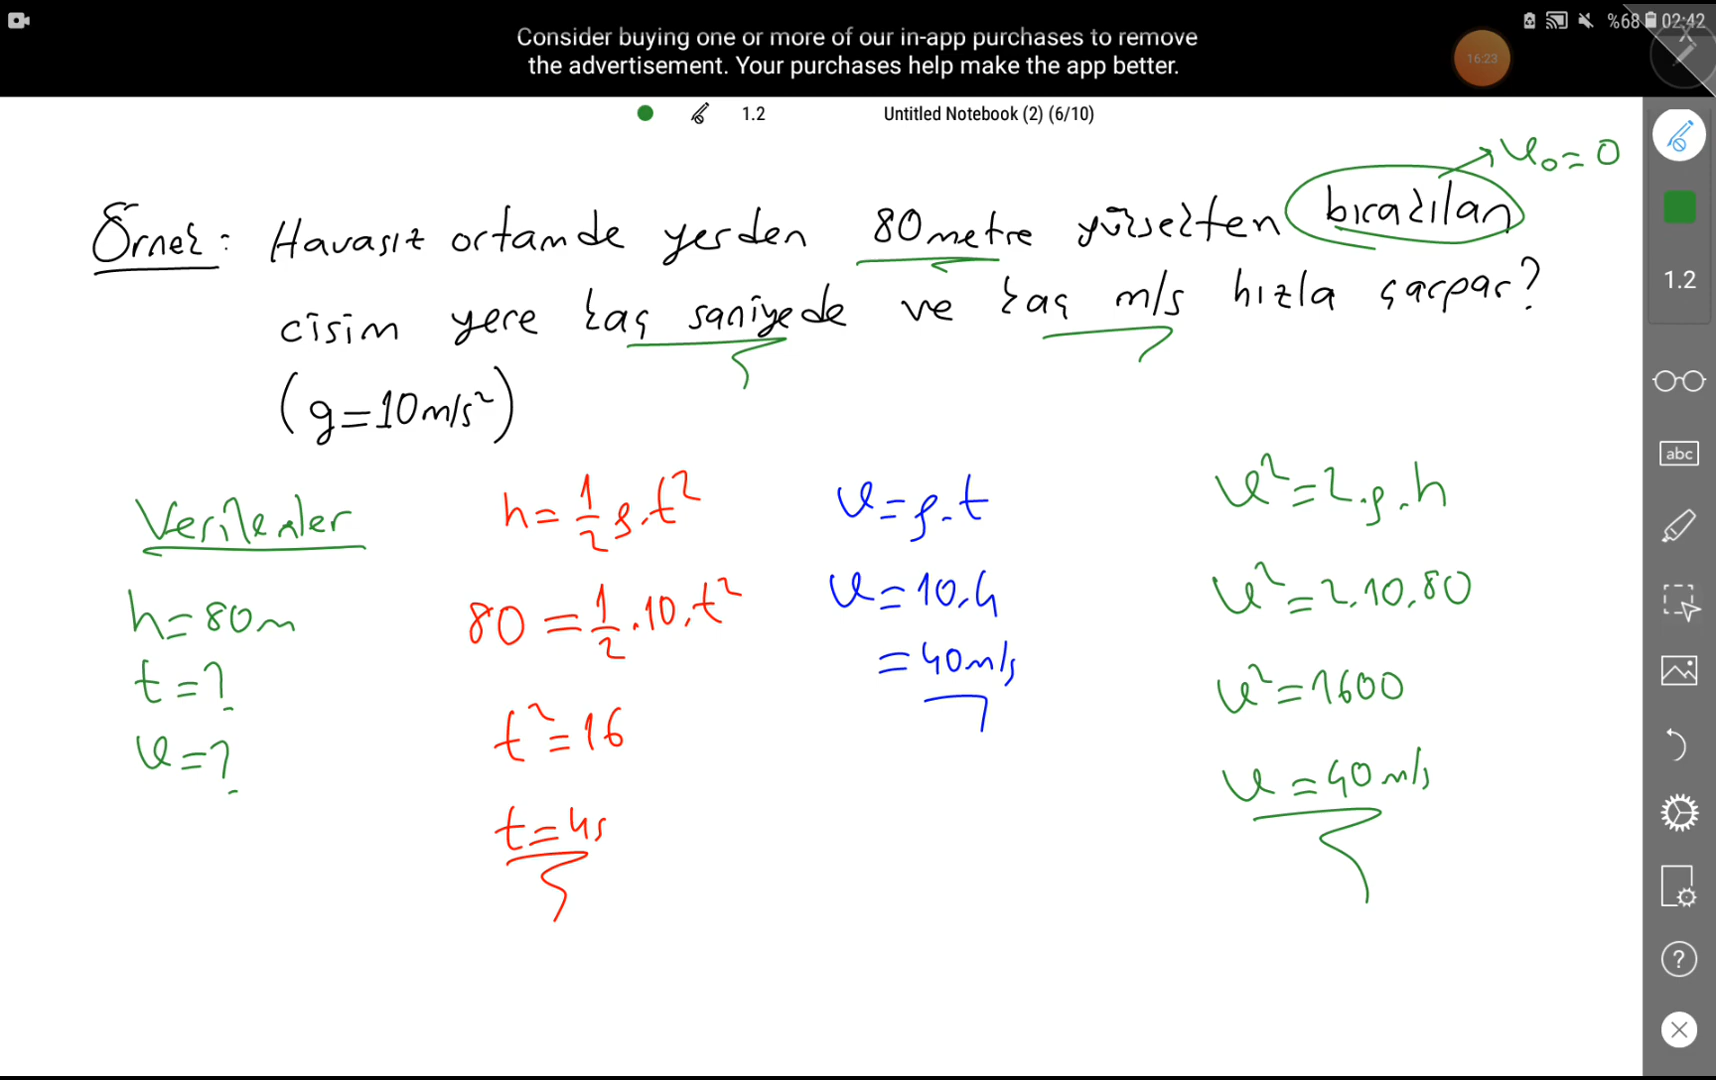 Consider buying one or more of our in-app purchases to remove
the advertisement. Your purchases help make the app better.
%68 02:42
16:23
1.2 Untitled Notebook (2) (6/10)
v₀=0
Örnek: Havasız ortamda yerden 80metre yüksekten bırakılan
cisim yere kaç saniyede ve kaç m/s hızla çarpar?
(g=10m/s²)
1.2
abc
Verilenler
h=80m
t=?
v=?
h=1/2 g.t²
80=1/2.10.t²
t²=16
t=4s
v=g.t
v=10.4
=40m/s
v²=2.g.h
v²=2.10.80
v²=1600
v=40m/s